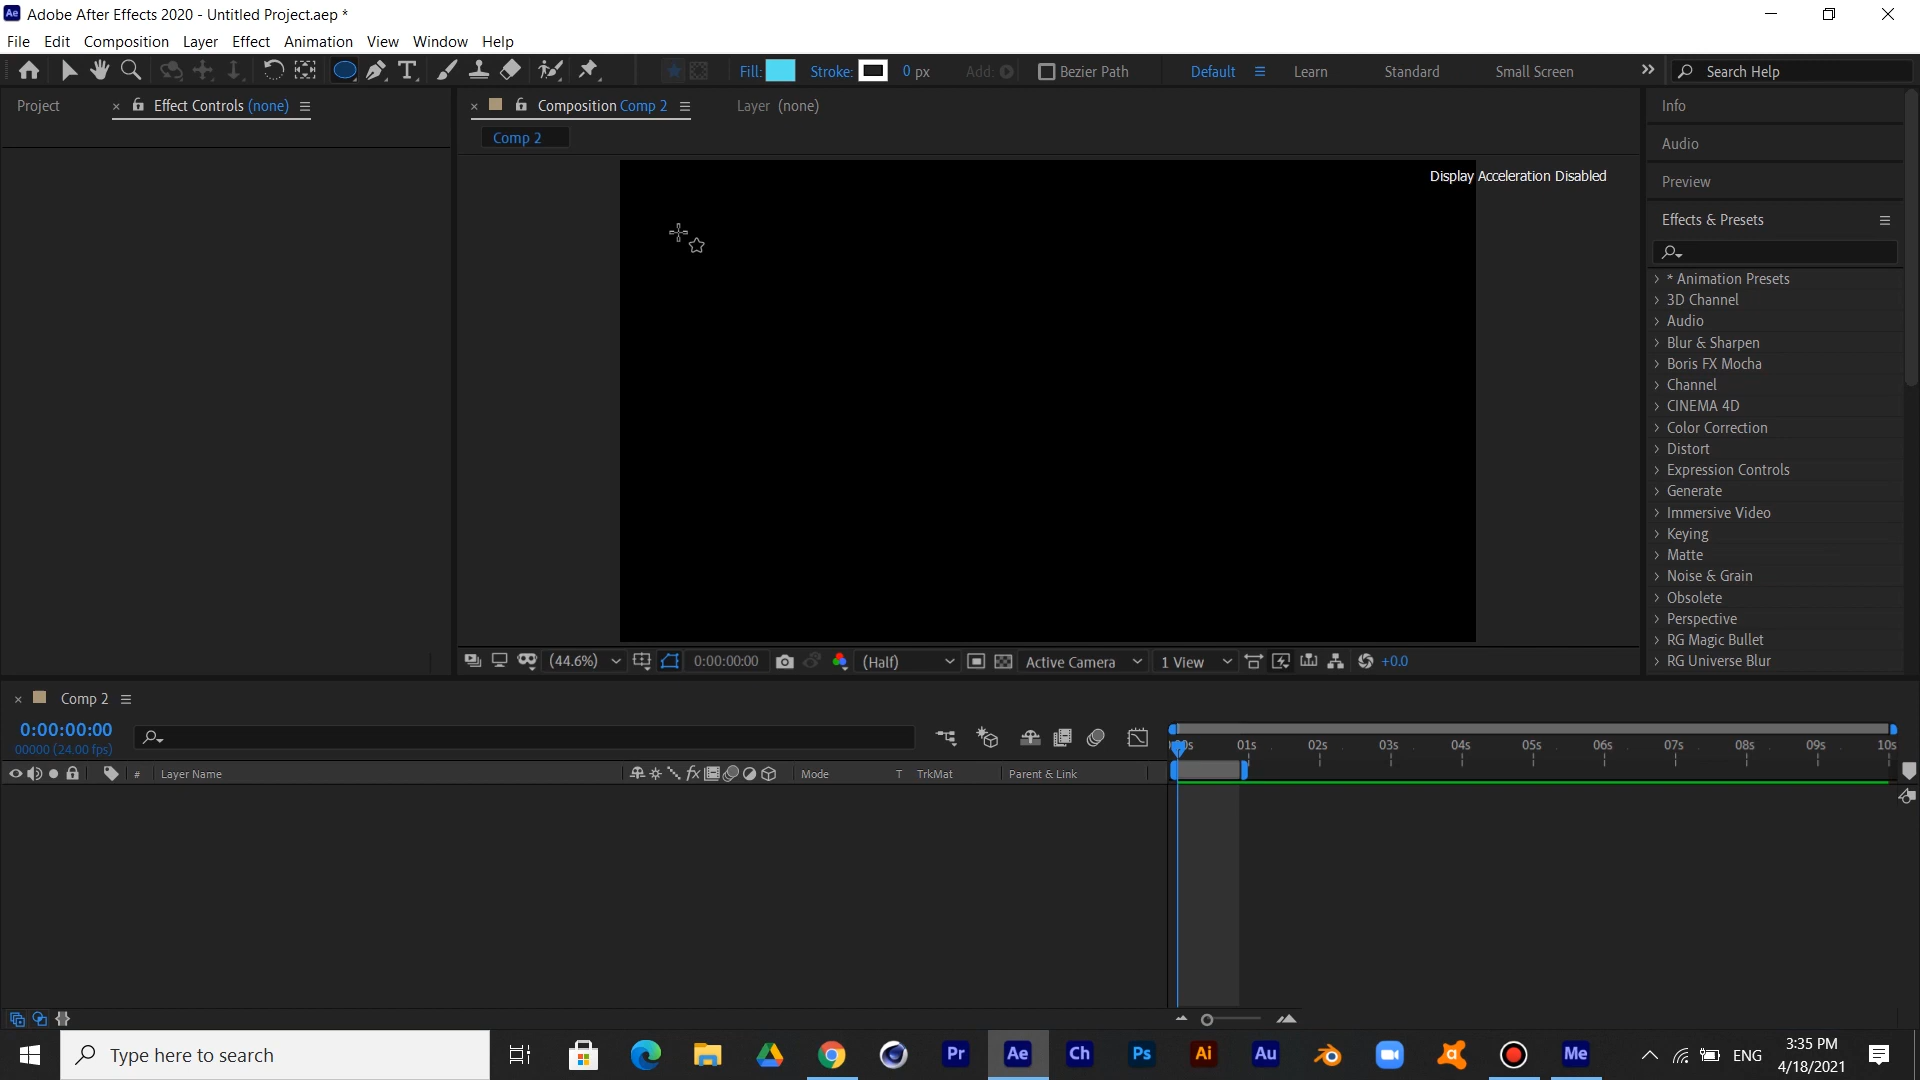 Ae Adobe After Effects 2020 - Untitled Project.aep *
File Edit Composition Layer Effect Animation View Window Help
T Fill: Stroke: 0 px Add: Bezier Path Default Learn Standard Small Screen Search Help
Project × Effect Controls (none) × Composition Comp 2 Layer (none) Info
Comp 2
Audio
Display Acceleration Disabled
Preview
Effects & Presets
* Animation Presets
3D Channel
Audio
Blur & Sharpen
Boris FX Mocha
Channel
CINEMA 4D
Color Correction
Distort
Expression Controls
Generate
Immersive Video
Keying
Matte
Noise & Grain
Obsolete
Perspective
RG Magic Bullet
RG Universe Blur
(44.6%) 0:00:00:00 (Half) Active Camera 1 View +0.0
× Comp 2
0:00:00:00
00000 (24.00 fps)
01s 02s 03s 04s 05s 06s 07s 08s 09s 10s
# Layer Name fx Mode T TrkMat Parent & Link
Type here to search Pr Ae Ch Ps Ai Au Me ENG
3:35 PM
4/18/2021